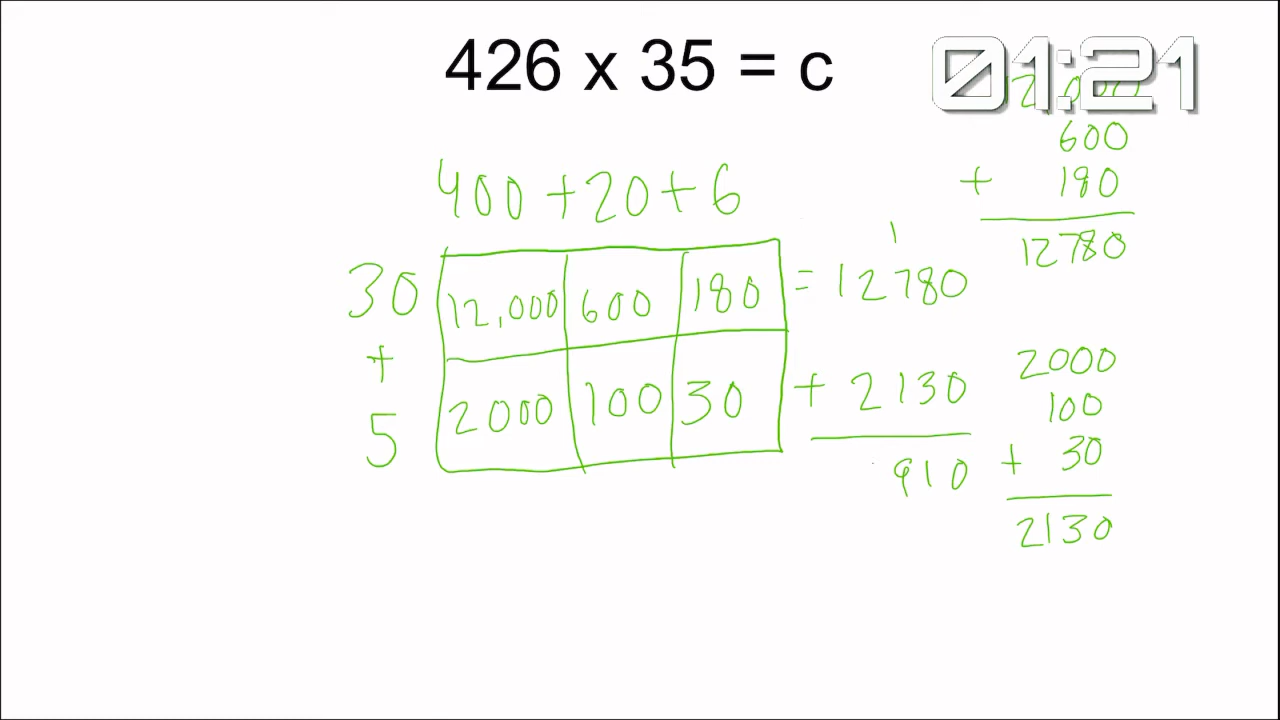 426 x 35 = c
01:21
600
+ 180
12780
400 + 20 + 6
30 12,000 600 180 = 12780
1
+
5 2000 100 30 + 2130
910
2000
100
+ 30
2130